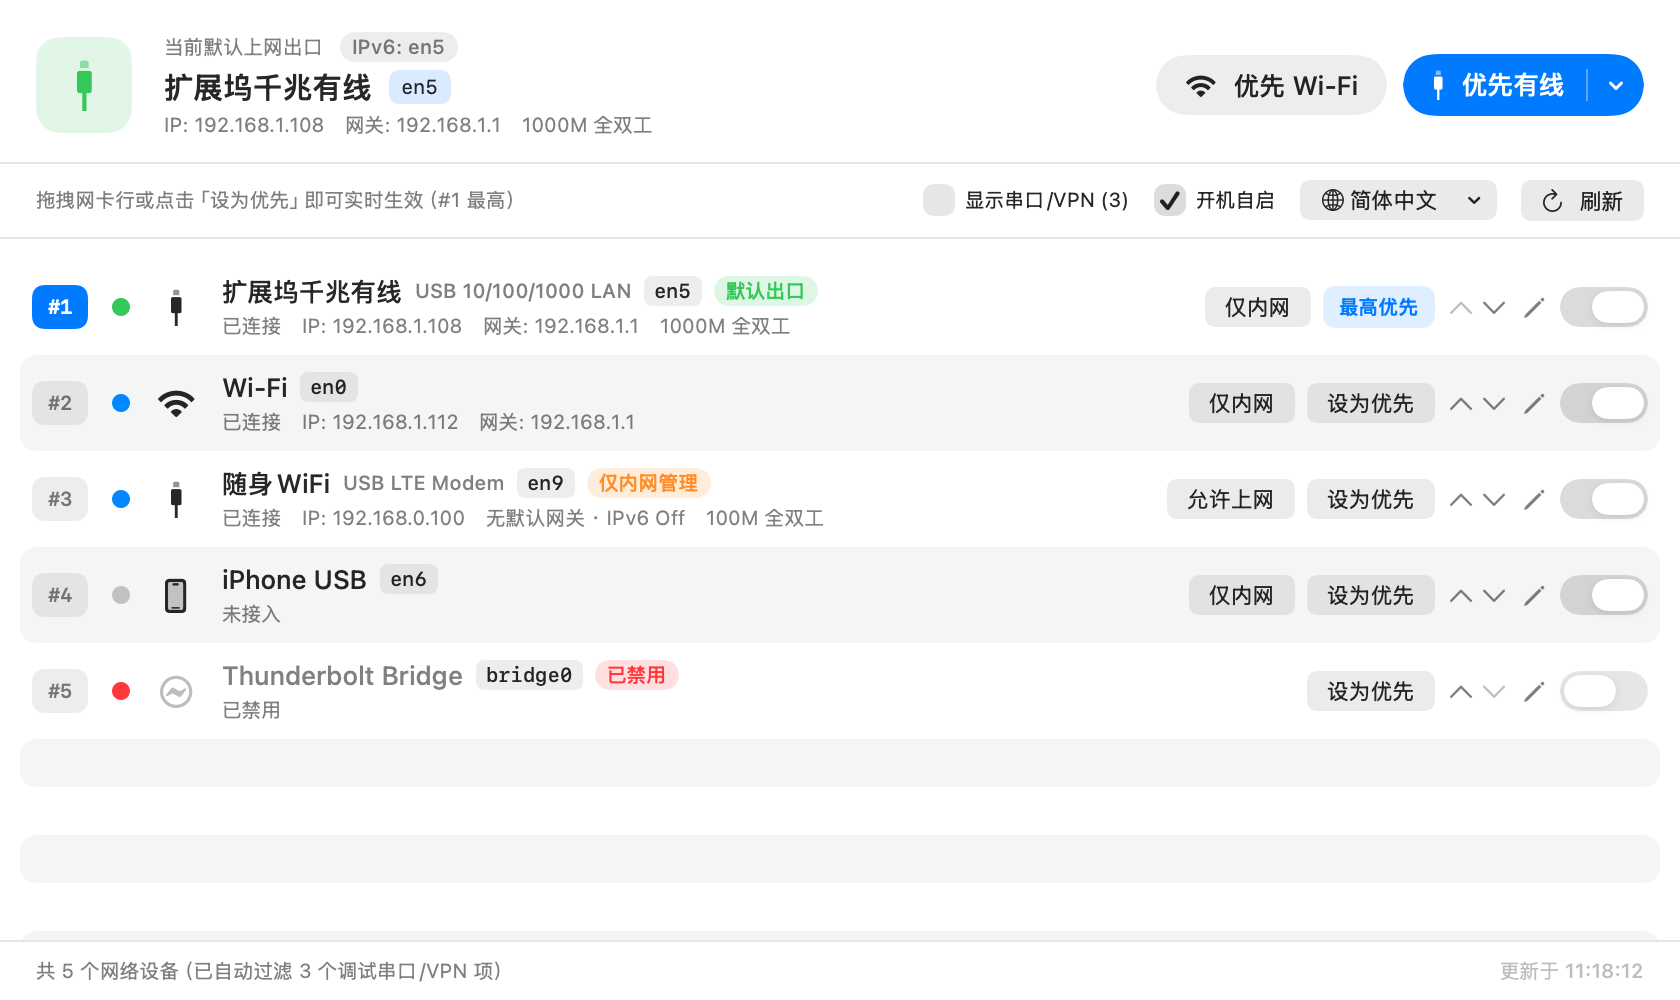 当前默认上网出口 IPv6: en5
扩展坞千兆有线 en5
IP: 192.168.1.108 网关: 192.168.1.1 1000M 全双工
优先 Wi-Fi
优先有线
拖拽网卡行或点击「设为优先」即可实时生效 (#1 最高)
显示串口/VPN (3)
开机自启
简体中文
刷新
#1 扩展坞千兆有线 USB 10/100/1000 LAN en5 默认出口
已连接 IP: 192.168.1.108 网关: 192.168.1.1 1000M 全双工
仅内网 最高优先
#2 Wi-Fi en0
已连接 IP: 192.168.1.112 网关: 192.168.1.1
仅内网 设为优先
#3 随身 WiFi USB LTE Modem en9 仅内网管理
已连接 IP: 192.168.0.100 无默认网关 · IPv6 Off 100M 全双工
允许上网 设为优先
#4 iPhone USB en6
未接入
仅内网 设为优先
#5 Thunderbolt Bridge bridge0 已禁用
已禁用
设为优先
共 5 个网络设备 (已自动过滤 3 个调试串口/VPN 项)
更新于 11:18:12